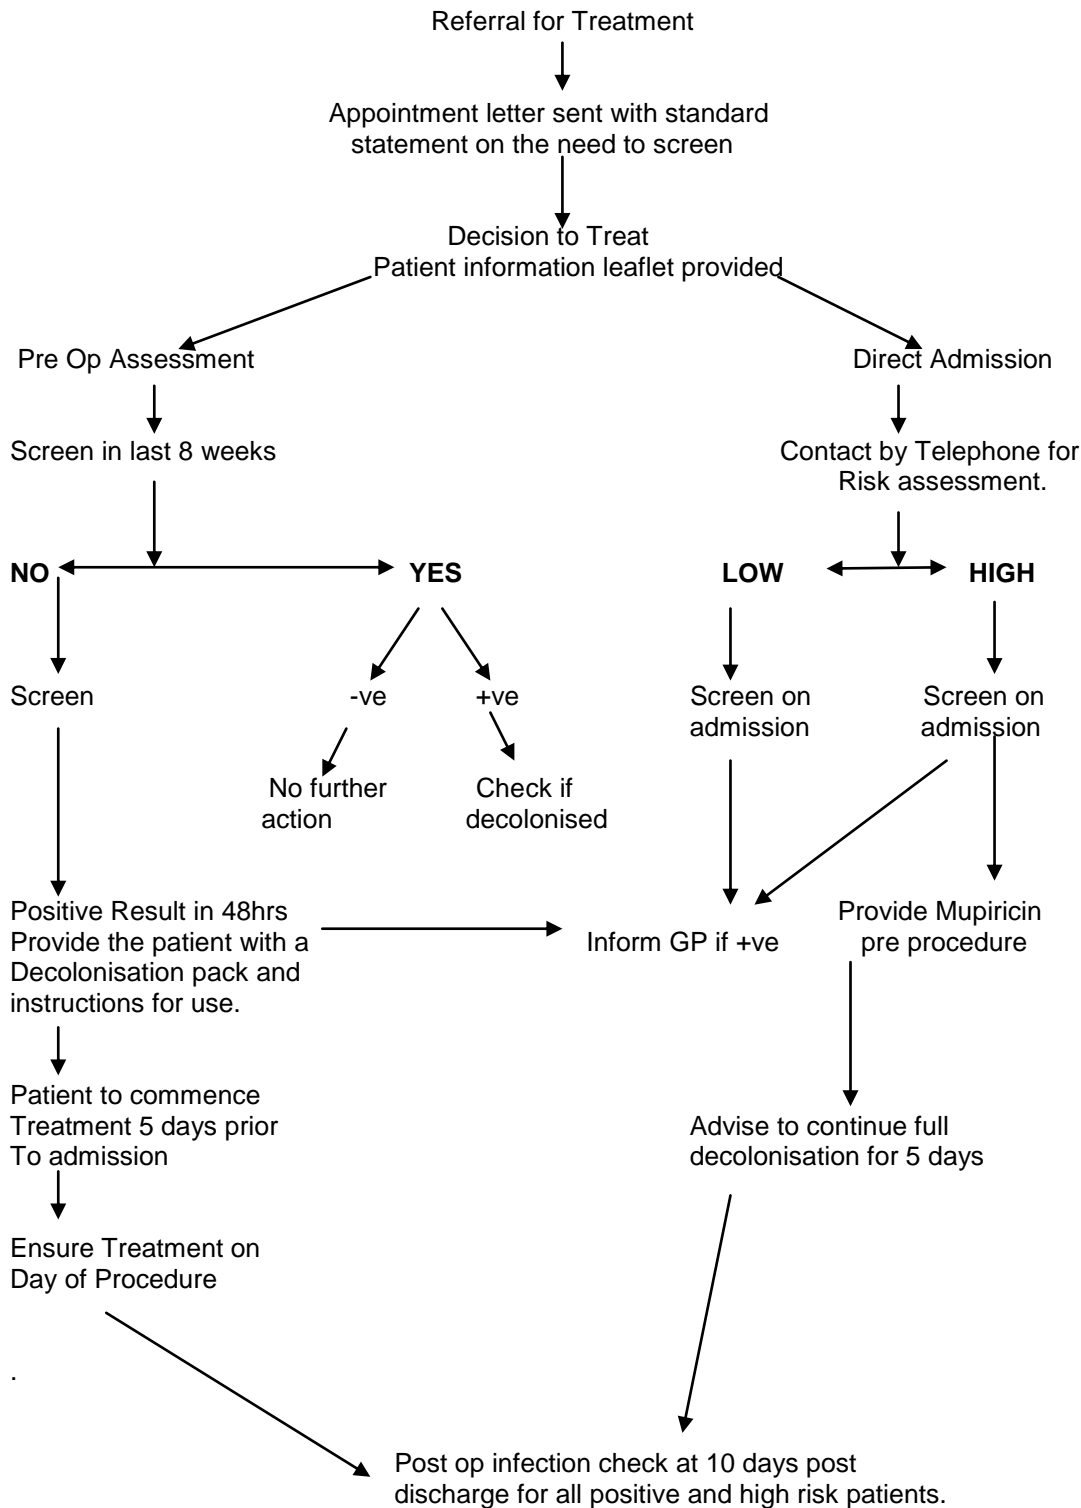 Referral for Treatment
Appointment letter sent with standard
statement on the need to screen
Decision to Treat
Patient information leaflet provided
Pre Op Assessment
Direct Admission
Screen in last 8 weeks
Contact by Telephone for
Risk assessment.
NO
YES
LOW
HIGH
Screen
-ve
+ve
Screen on
admission
Screen on
admission
No further
action
Check if
decolonised
Positive Result in 48hrs
Provide the patient with a
Decolonisation pack and
instructions for use.
Inform GP if +ve
Provide Mupiricin
pre procedure
Patient to commence
Treatment 5 days prior
To admission
Advise to continue full
decolonisation for 5 days
Ensure Treatment on
Day of Procedure
.
Post op infection check at 10 days post
discharge for all positive and high risk patients.